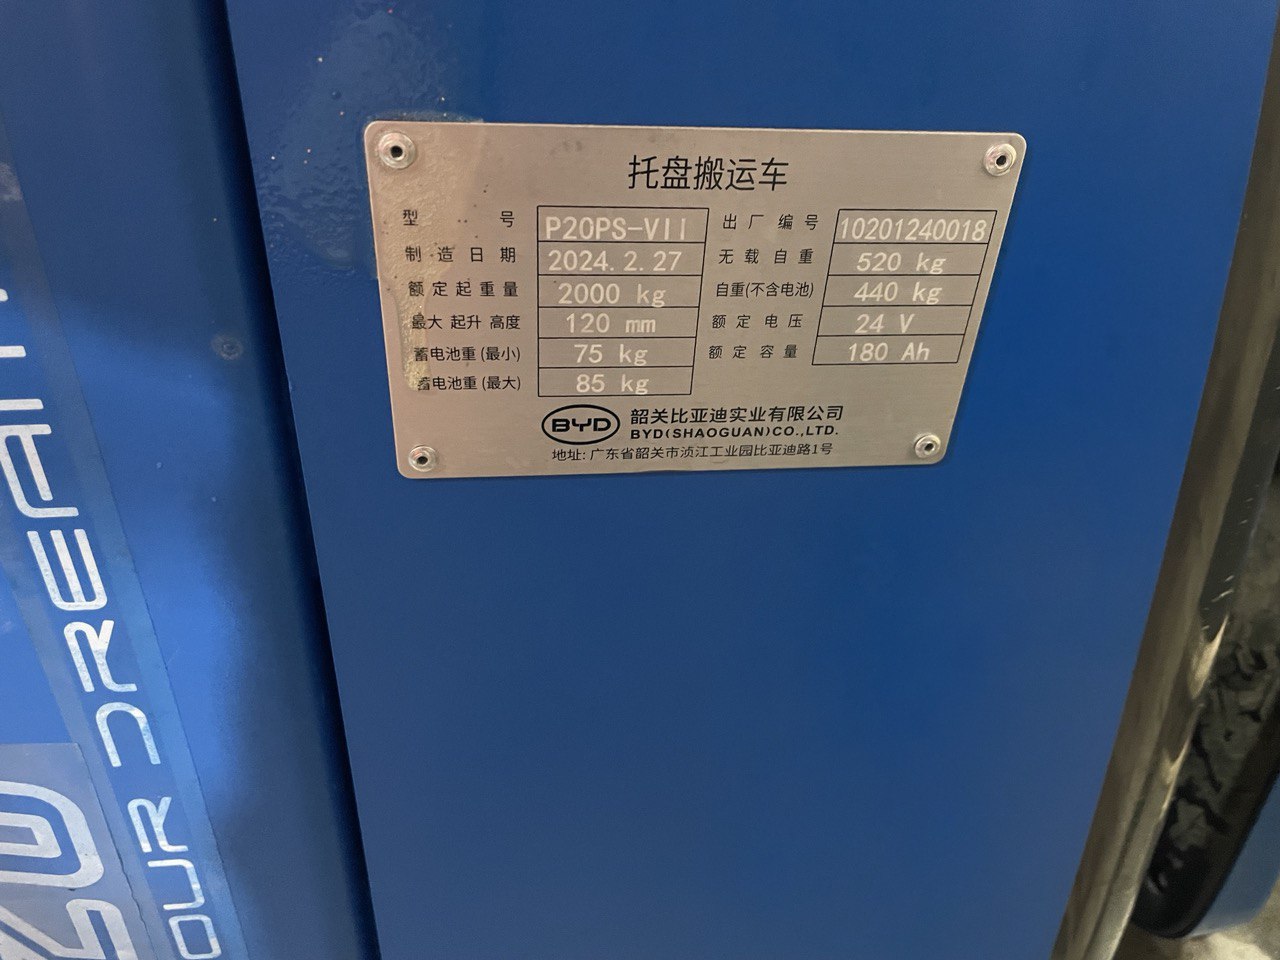 托盘搬运车
型 号 P20PS-VII 出厂编号 10201240018
制造日期 2024.2.27 无载自重 520 kg
额定起重量 2000 kg 自重(不含电池) 440 kg
最大起升高度 120 mm 额定电压 24 V
蓄电池重(最小) 75 kg 额定容量 180 Ah
蓄电池重(最大) 85 kg
BYD 韶关比亚迪实业有限公司
BYD(SHAOGUAN)CO.,LTD.
地址: 广东省韶关市浈江工业园比亚迪路1号
OUR DREAM
20